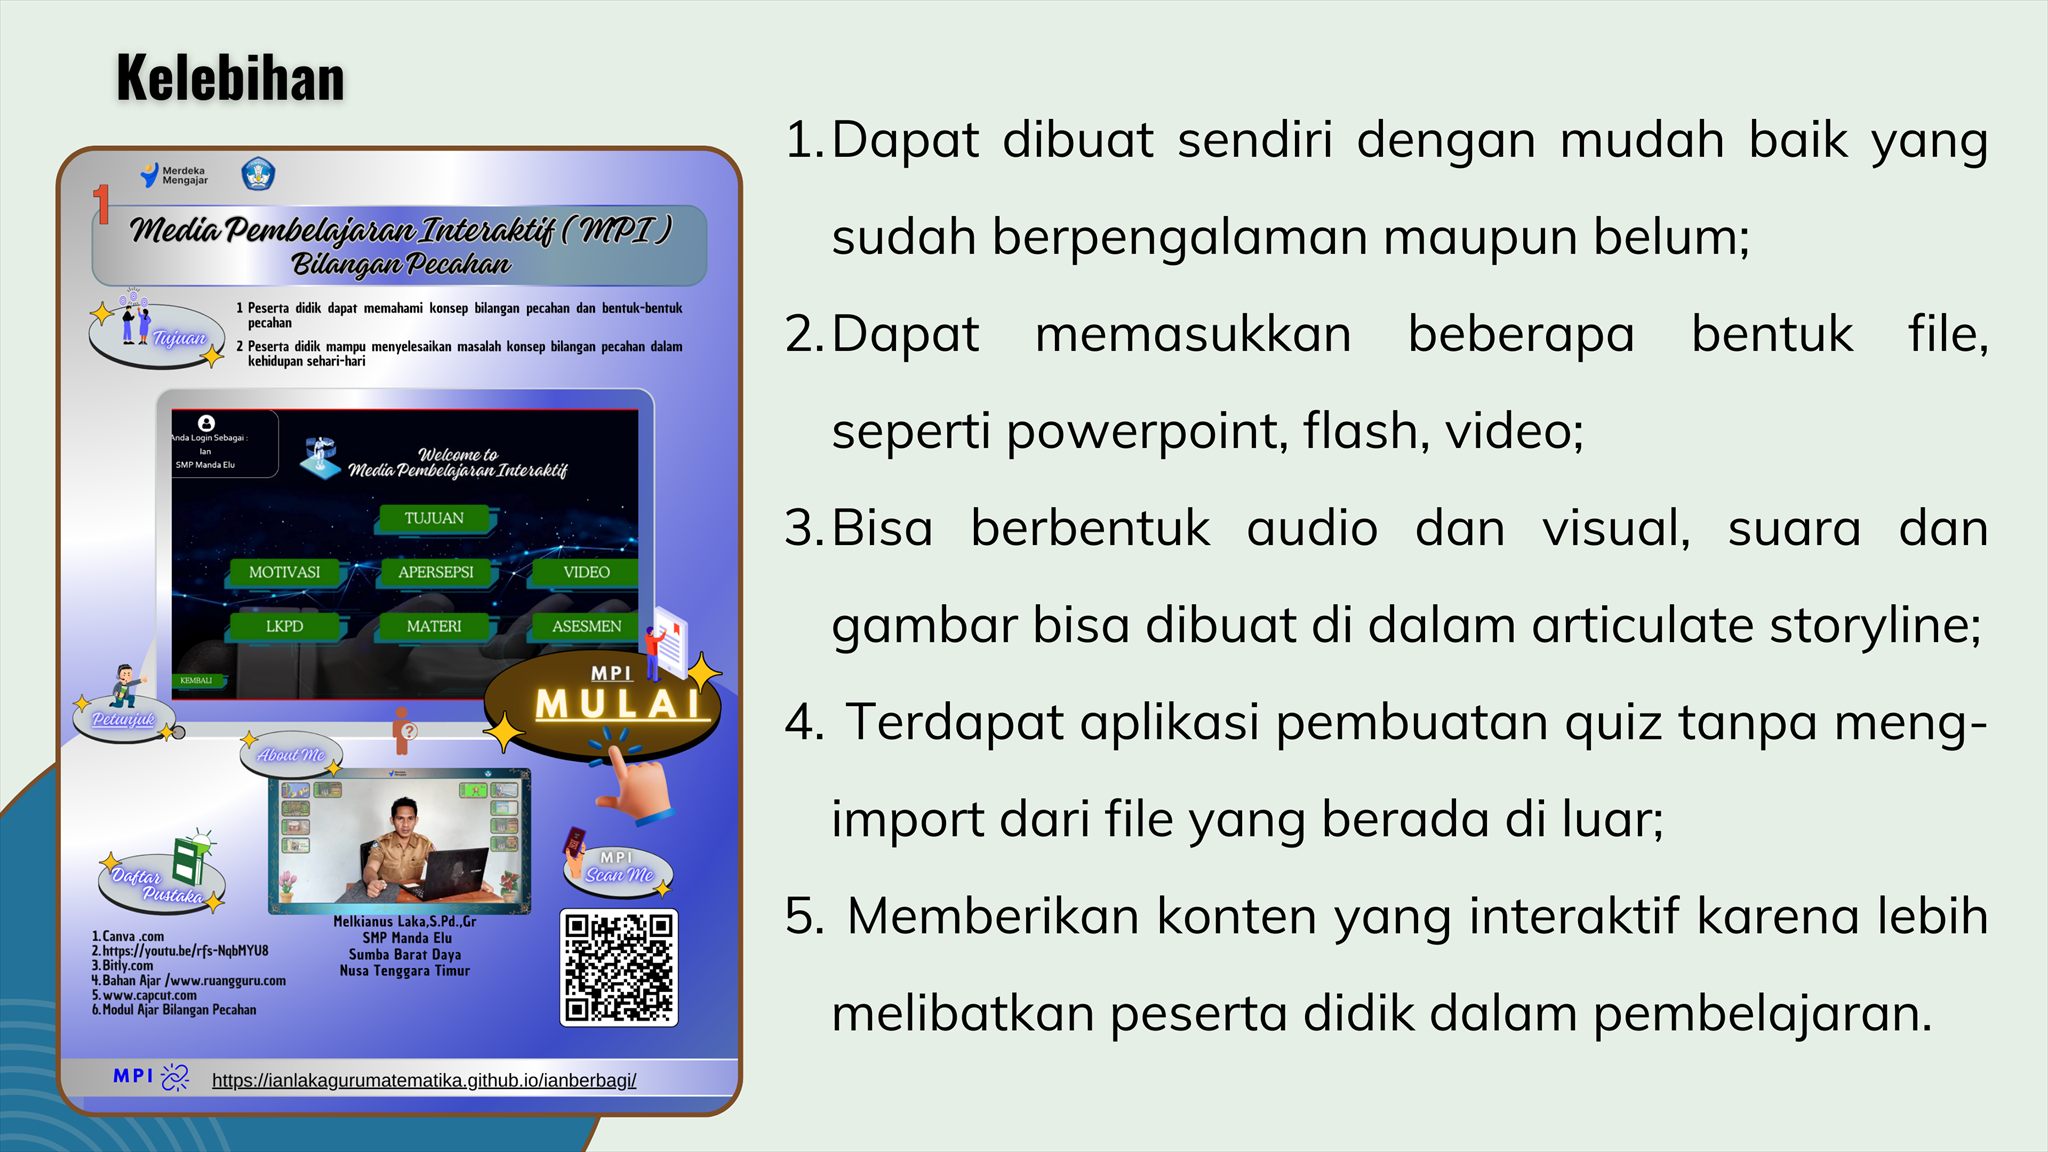 Kelebihan
Merdeka
Mengajar
1
Media Pembelajaran Interaktif ( MPI )
Bilangan Pecahan
Tujuan
1 Peserta didik dapat memahami konsep bilangan pecahan dan bentuk-bentuk
pecahan
2 Peserta didik mampu menyelesaikan masalah konsep bilangan pecahan dalam
kehidupan sehari-hari
Anda Login Sebagai :
Ian
SMP Manda Elu
Welcome to
Media Pembelajaran Interaktif
TUJUAN
MOTIVASI
APERSEPSI
VIDEO
LKPD
MATERI
ASESMEN
KEMBALI
MPI
MULAI
Petunjuk
About Me
Daftar
Pustaka
MPI
Scan Me
Melkianus Laka,S.Pd.,Gr
SMP Manda Elu
Sumba Barat Daya
Nusa Tenggara Timur
1.Canva .com
2.https://youtu.be/rfs-NqbMYU8
3.Bitly.com
4.Bahan Ajar /www.ruangguru.com
5.www.capcut.com
6.Modul Ajar Bilangan Pecahan
MPI
https://ianlakagurumatematika.github.io/ianberbagi/
1.Dapat dibuat sendiri dengan mudah baik yang
sudah berpengalaman maupun belum;
2.Dapat memasukkan beberapa bentuk file,
seperti powerpoint, flash, video;
3.Bisa berbentuk audio dan visual, suara dan
gambar bisa dibuat di dalam articulate storyline;
4. Terdapat aplikasi pembuatan quiz tanpa meng-
import dari file yang berada di luar;
5. Memberikan konten yang interaktif karena lebih
melibatkan peserta didik dalam pembelajaran.